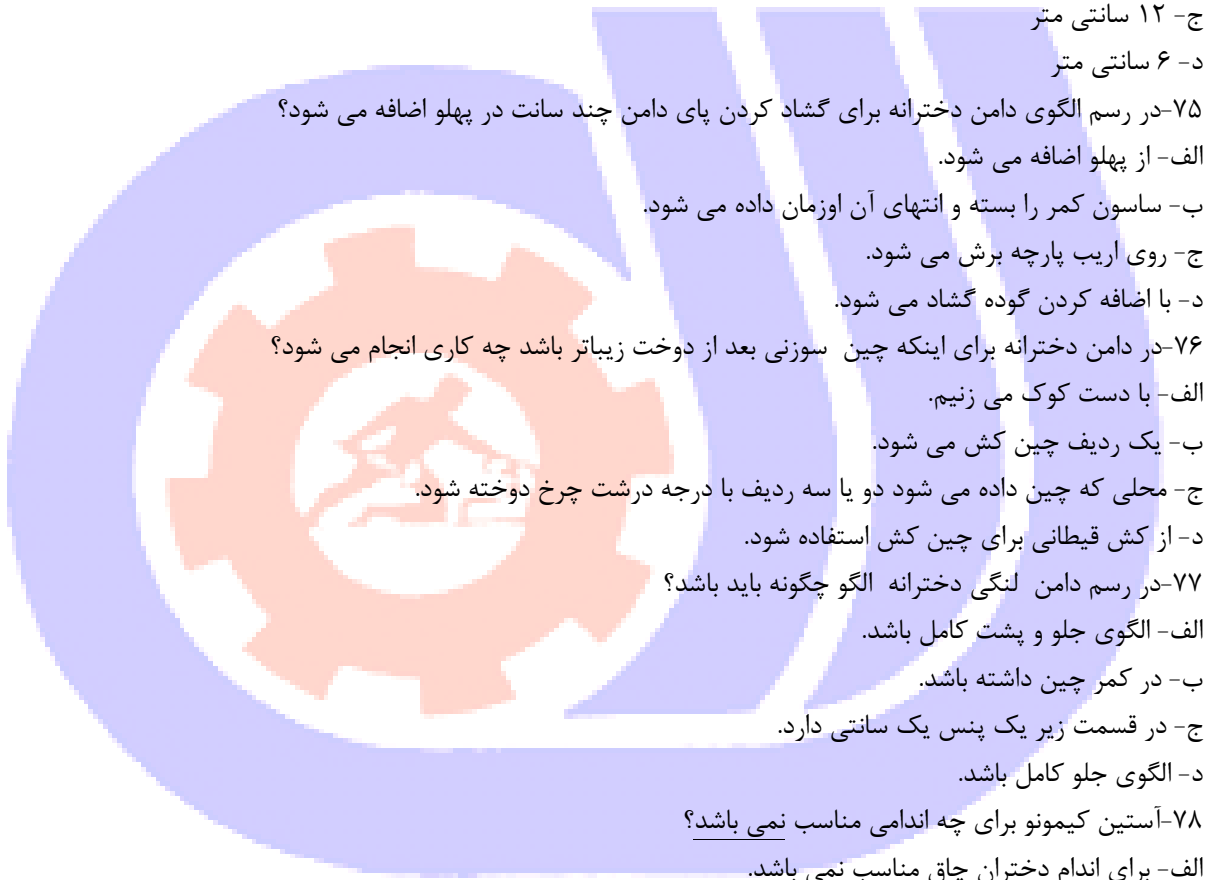 ج- ۱۲ سانتی متر
د- ۶ سانتی متر
۷۵-در رسم الگوی دامن دخترانه برای گشاد کردن پای دامن چند سانت در پهلو اضافه می شود؟
الف- از پهلو اضافه می شود.
ب- ساسون کمر را بسته و انتهای آن اوزمان داده می شود.
ج- روی اریب پارچه برش می شود.
د- با اضافه کردن گوده گشاد می شود.
۷۶-در دامن دخترانه برای اینکه چین سوزنی بعد از دوخت زیباتر باشد چه کاری انجام می شود؟
الف- با دست کوک می زنیم.
ب- یک ردیف چین کش می شود.
ج- محلی که چین داده می شود دو یا سه ردیف با درجه درشت چرخ دوخته شود.
د- از کش قیطانی برای چین کش استفاده شود.
۷۷-در رسم دامن لنگی دخترانه الگو چگونه باید باشد؟
الف- الگوی جلو و پشت کامل باشد.
ب- در کمر چین داشته باشد.
ج- در قسمت زیر یک پنس یک سانتی دارد.
د- الگوی جلو کامل باشد.
۷۸-آستین کیمونو برای چه اندامی مناسب نمی باشد؟
الف- برای اندام دختران چاق مناسب نمی باشد.